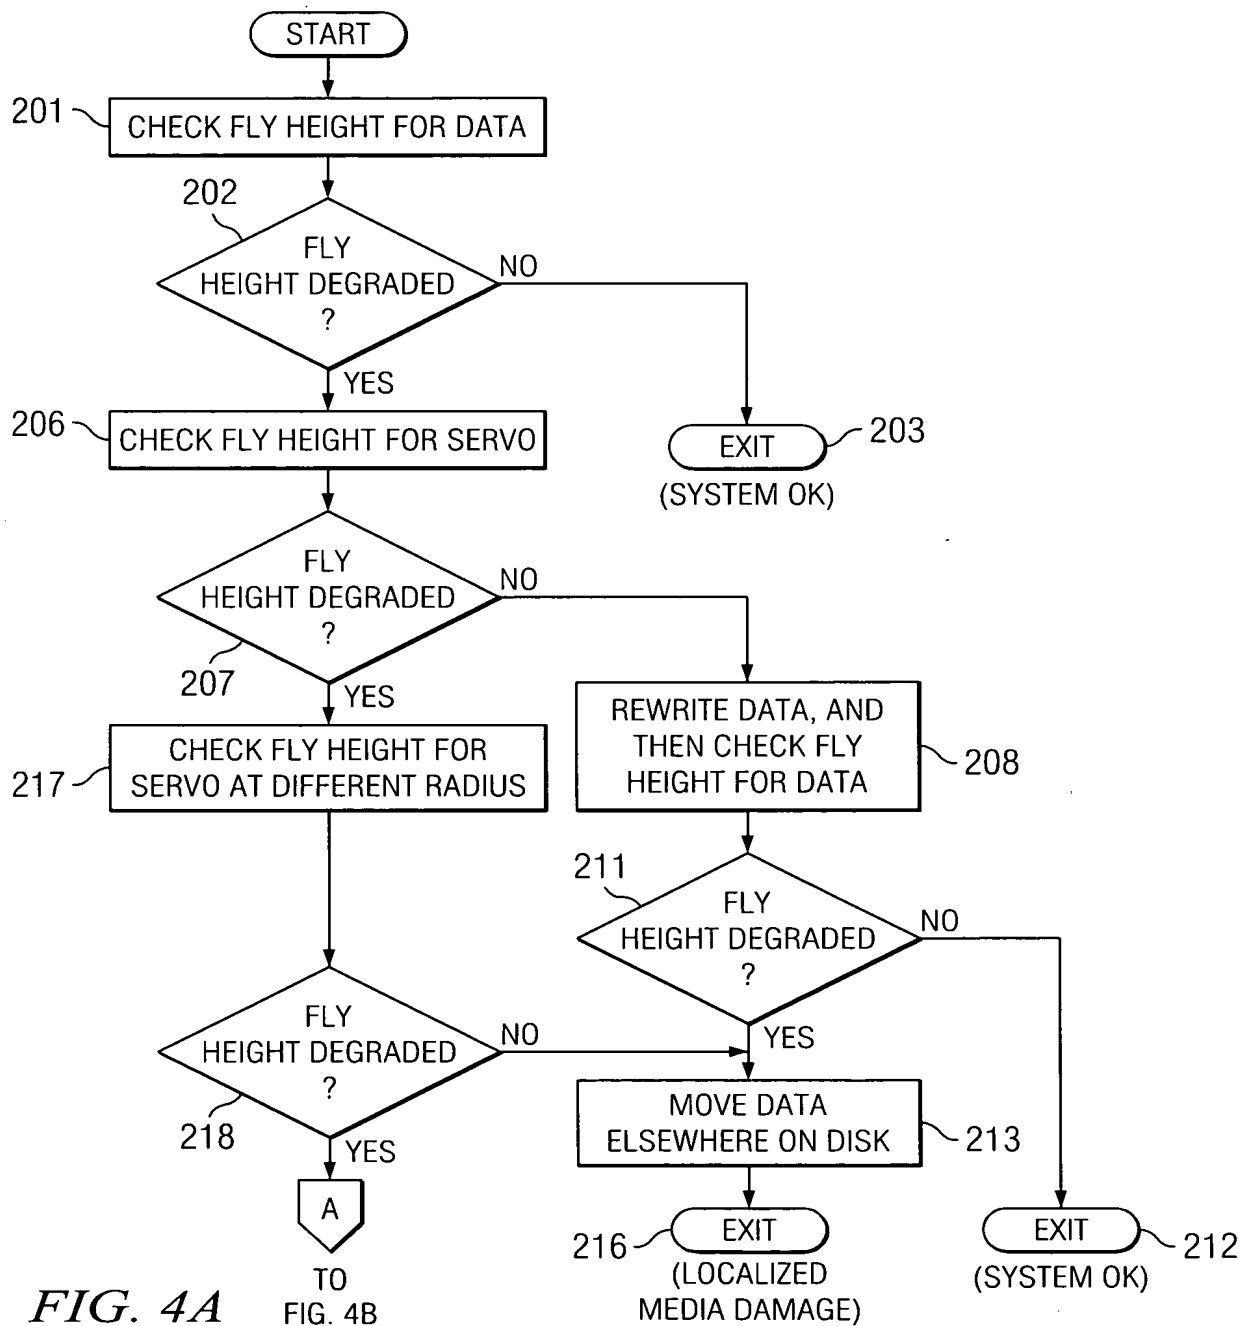 START
201
CHECK FLY HEIGHT FOR DATA
202
FLY
HEIGHT DEGRADED
?
NO
YES
206
CHECK FLY HEIGHT FOR SERVO
EXIT
203
(SYSTEM OK)
FLY
HEIGHT DEGRADED
?
NO
207
YES
217
CHECK FLY HEIGHT FOR
SERVO AT DIFFERENT RADIUS
REWRITE DATA, AND
THEN CHECK FLY
HEIGHT FOR DATA
208
211
FLY
HEIGHT DEGRADED
?
NO
YES
FLY
HEIGHT DEGRADED
?
NO
218
YES
MOVE DATA
ELSEWHERE ON DISK
213
A
TO
FIG. 4B
216
EXIT
(LOCALIZED
MEDIA DAMAGE)
EXIT
212
(SYSTEM OK)
FIG. 4A